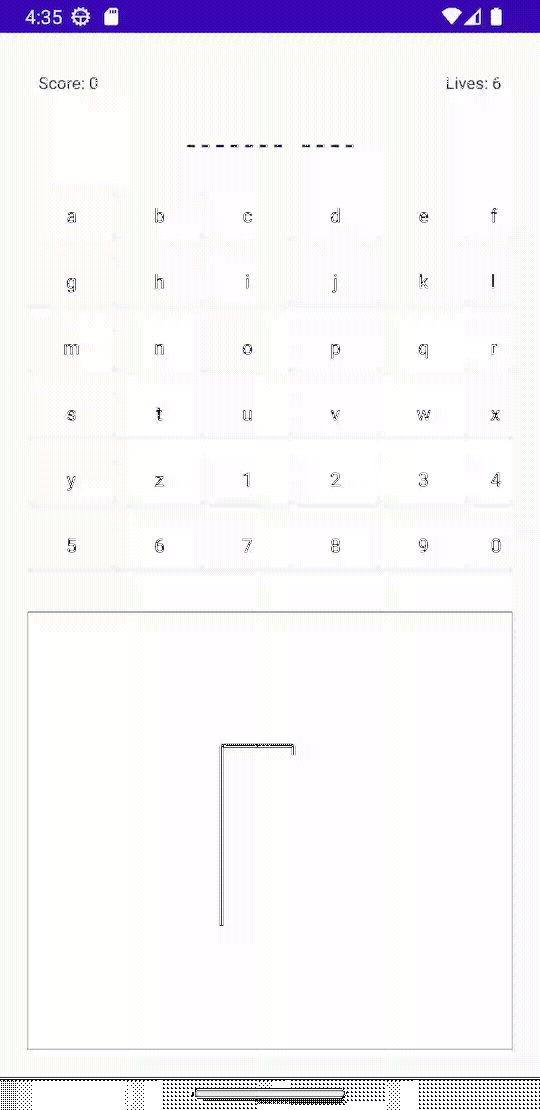 4:35
Score: 0 Lives: 6
_ _ _ _ _ _ _ _ _ _ _
a b c d e f
g h i j k l
m n o p q r
s t u v w x
y z 1 2 3 4
5 6 7 8 9 0